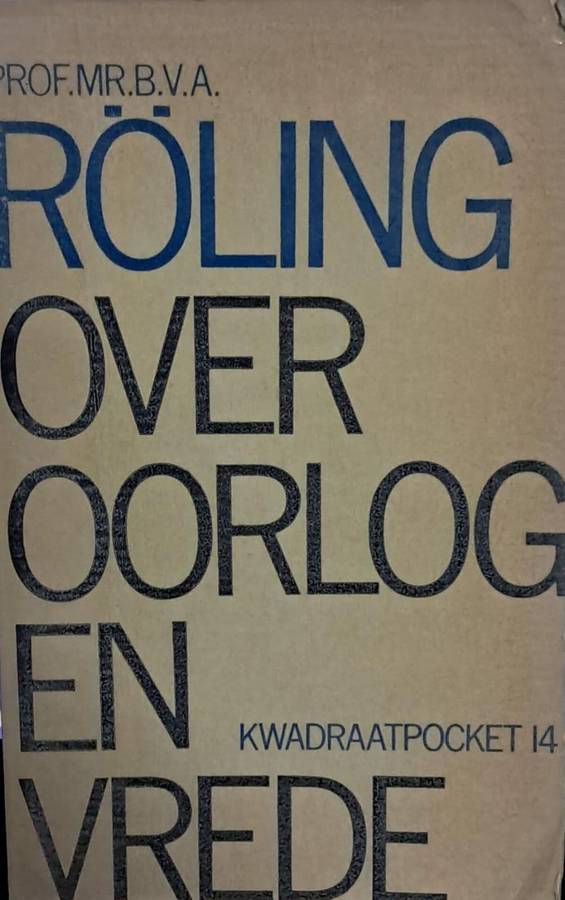 PROF.MR.B.V.A.
RÖLING
OVER
OORLOG
EN
KWADRAATPOCKET 14
VREDE